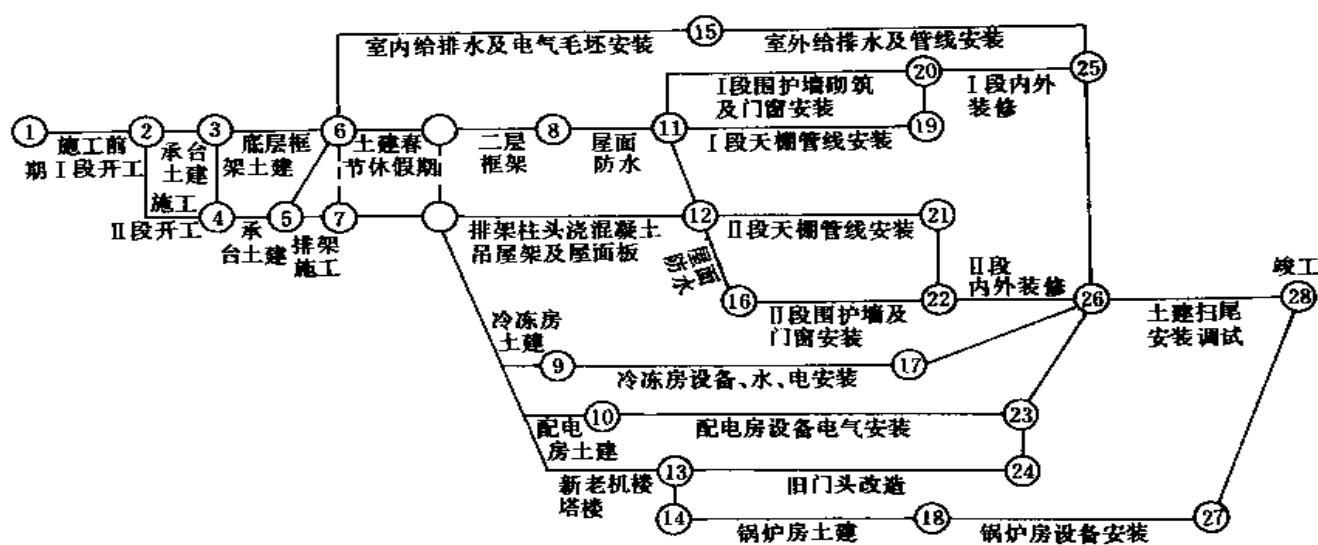 ⑮
室内给排水及电气毛坯安装
室外给排水及管线安装
⑳
㉕
Ⅰ段围护墙砌筑
及门窗安装
Ⅰ段内外
装修
①
②
③
⑥
⑧
⑪
⑲
施工前
期Ⅰ段开工
承台
土建
底层框
架土建
土建春
节休假期
二层
框架
屋面
防水
Ⅰ段天棚管线安装
施工
Ⅱ段开工
④
⑤
⑦
⑫
㉑
承
台土建
排架
施工
排架柱头浇混凝土
吊屋架及屋面板
Ⅱ段天棚管线安装
屋面
防水
Ⅱ段
内外装修
竣工
⑯
㉒
㉖
㉘
Ⅱ段围护墙及
门窗安装
土建扫尾
安装调试
冷冻房
土建
⑨
⑰
冷冻房设备、水、电安装
⑩
㉓
配电
房土建
配电房设备电气安装
⑬
㉔
新老机楼
塔楼
旧门头改造
⑭
⑱
㉗
锅炉房土建
锅炉房设备安装